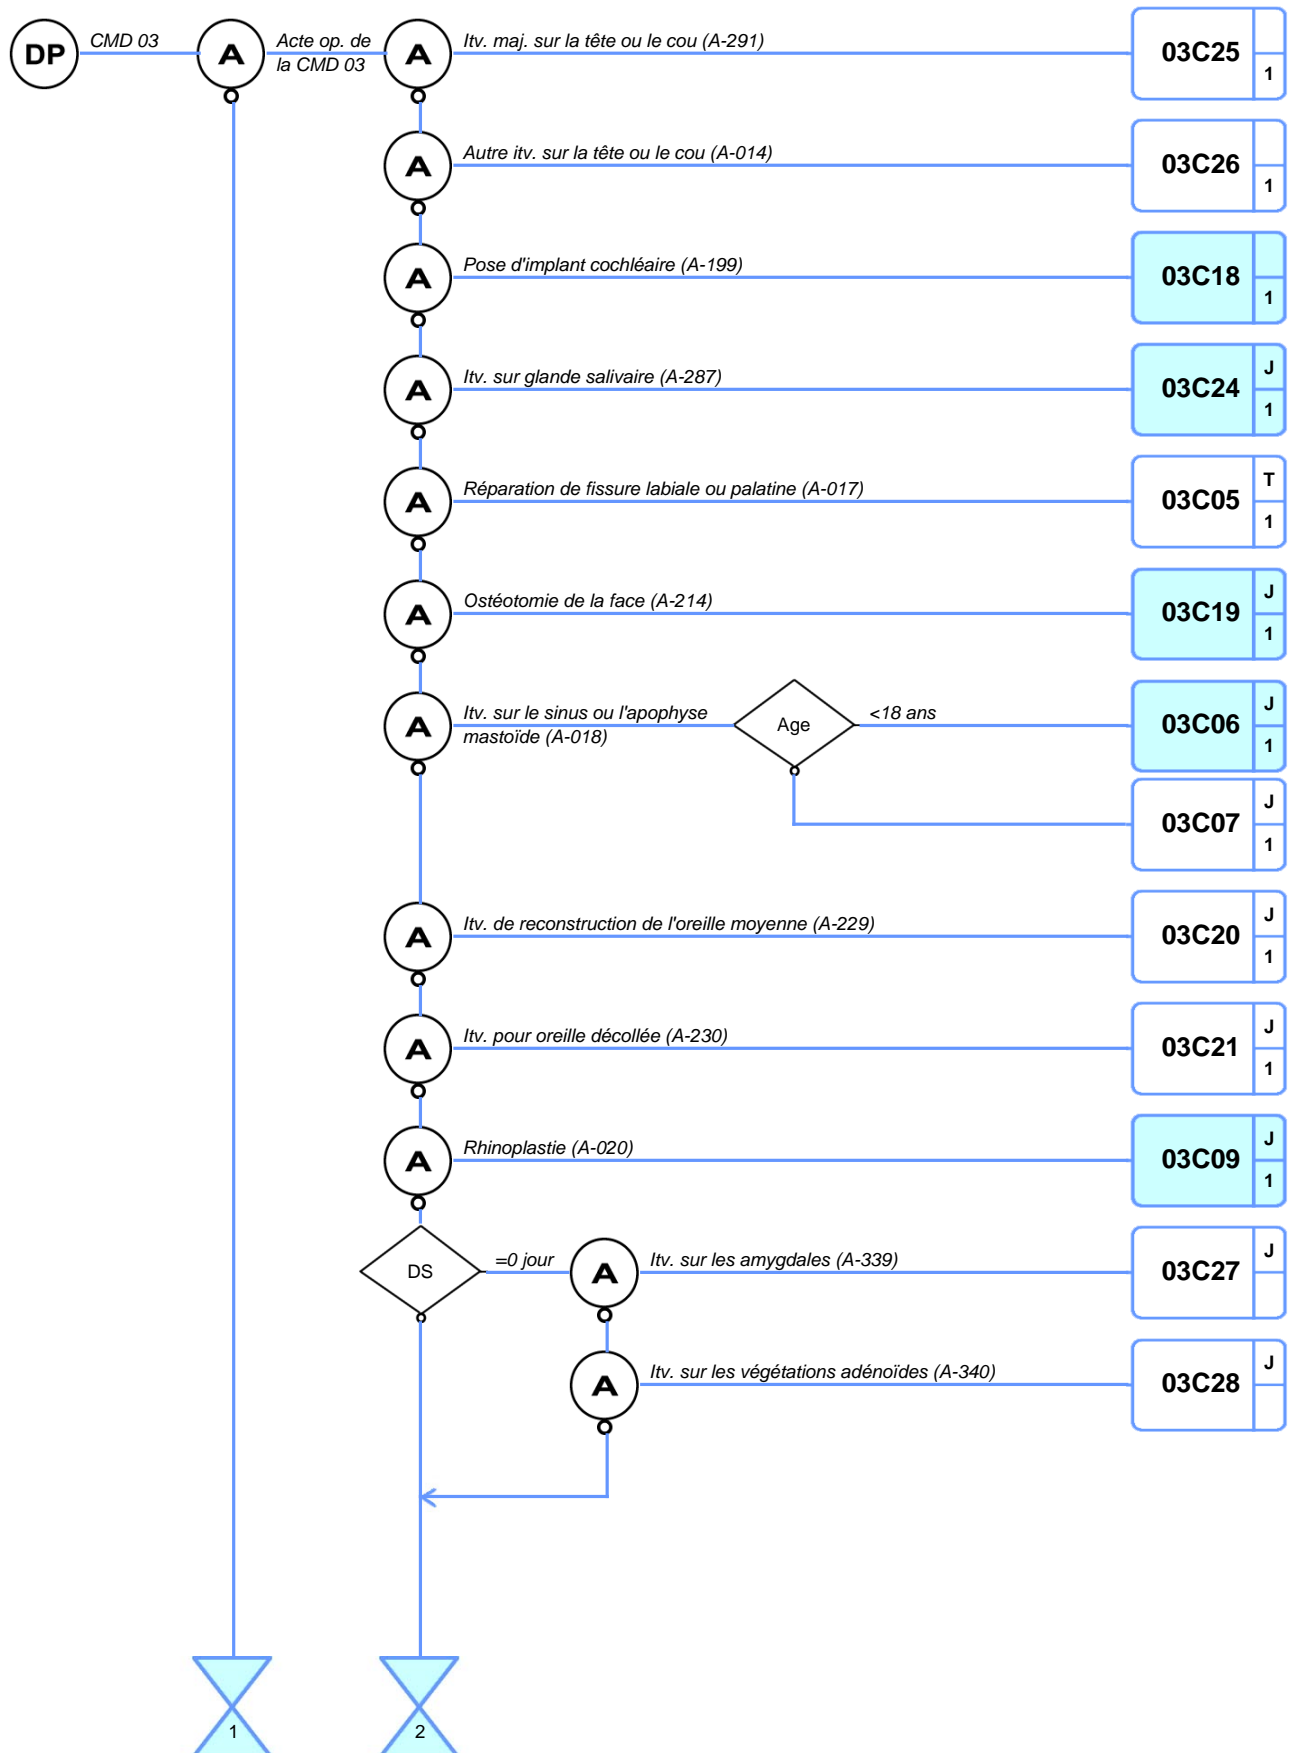 DP
CMD 03
A
Acte op. de
la CMD 03
A
Itv. maj. sur la tête ou le cou (A-291)
03C25
1
A
Autre itv. sur la tête ou le cou (A-014)
03C26
1
A
Pose d'implant cochléaire (A-199)
03C18
1
A
Itv. sur glande salivaire (A-287)
03C24
J
1
A
Réparation de fissure labiale ou palatine (A-017)
03C05
T
1
A
Ostéotomie de la face (A-214)
03C19
J
1
A
Itv. sur le sinus ou l'apophyse
mastoïde (A-018)
Age
<18 ans
03C06
J
1
03C07
J
1
A
Itv. de reconstruction de l'oreille moyenne (A-229)
03C20
J
1
A
Itv. pour oreille décollée (A-230)
03C21
J
1
A
Rhinoplastie (A-020)
03C09
J
1
DS
=0 jour
A
Itv. sur les amygdales (A-339)
03C27
J
A
Itv. sur les végétations adénoïdes (A-340)
03C28
J
1
2